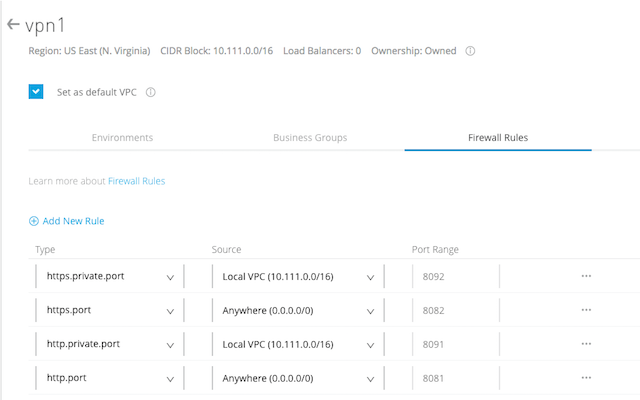 vpn1
Region: US East (N. Virginia) CIDR Block: 10.111.0.0/16 Load Balancers: 0 Ownership: Owned
Set as default VPC
Environments Business Groups Firewall Rules
Learn more about Firewall Rules
Add New Rule
Type Source Port Range
https.private.port Local VPC (10.111.0.0/16) 8092
https.port Anywhere (0.0.0.0/0) 8082
http.private.port Local VPC (10.111.0.0/16) 8091
http.port Anywhere (0.0.0.0/0) 8081